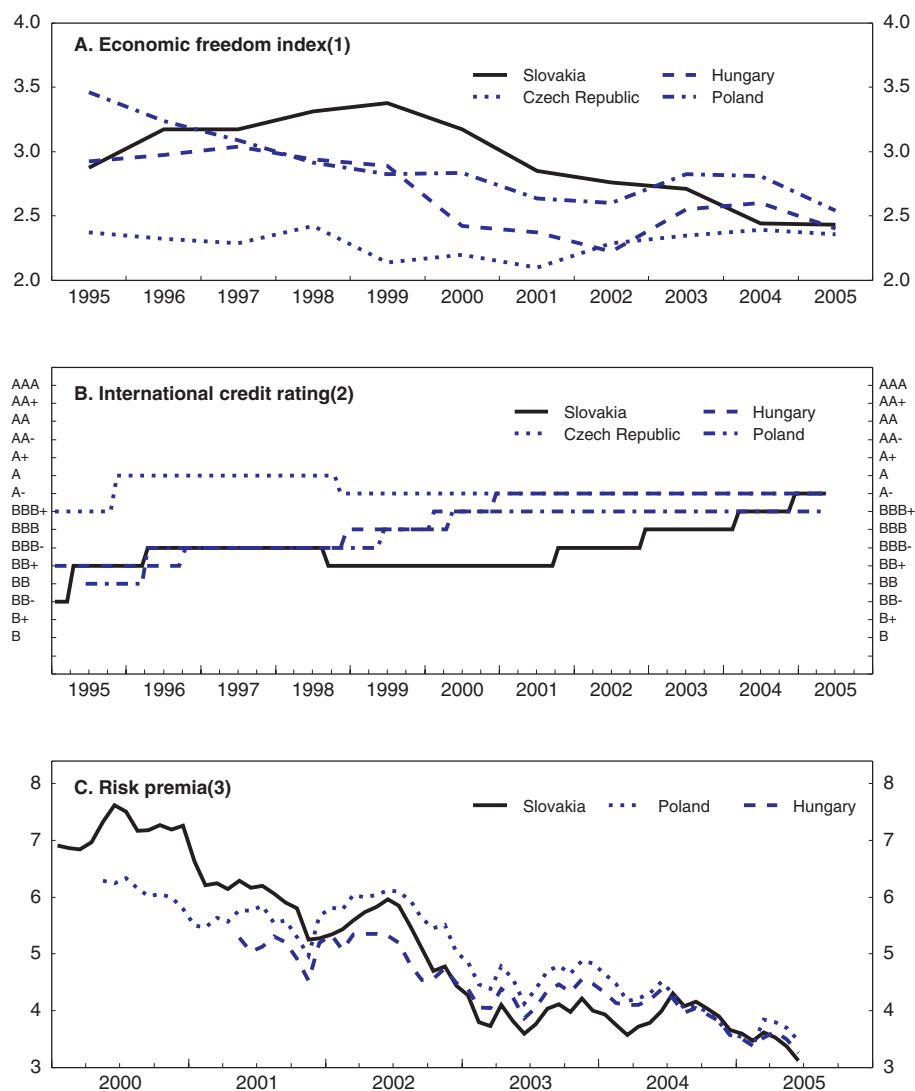 4.0 4.0
A. Economic freedom index(1)
Slovakia Hungary
Czech Republic Poland
3.5 3.5
3.0 3.0
2.5 2.5
2.0 2.0
1995 1996 1997 1998 1999 2000 2001 2002 2003 2004 2005
AAA AAA
B. International credit rating(2)
AA+ AA+
Slovakia Hungary
AA AA
Czech Republic Poland
AA- AA-
A+ A+
A A
A- A-
BBB+ BBB+
BBB BBB
BBB- BBB-
BB+ BB+
BB BB
BB- BB-
B+ B+
B B
1995 1996 1997 1998 1999 2000 2001 2002 2003 2004 2005
8 8
C. Risk premia(3)
Slovakia Poland Hungary
7 7
6 6
5 5
4 4
3 3
2000 2001 2002 2003 2004 2005